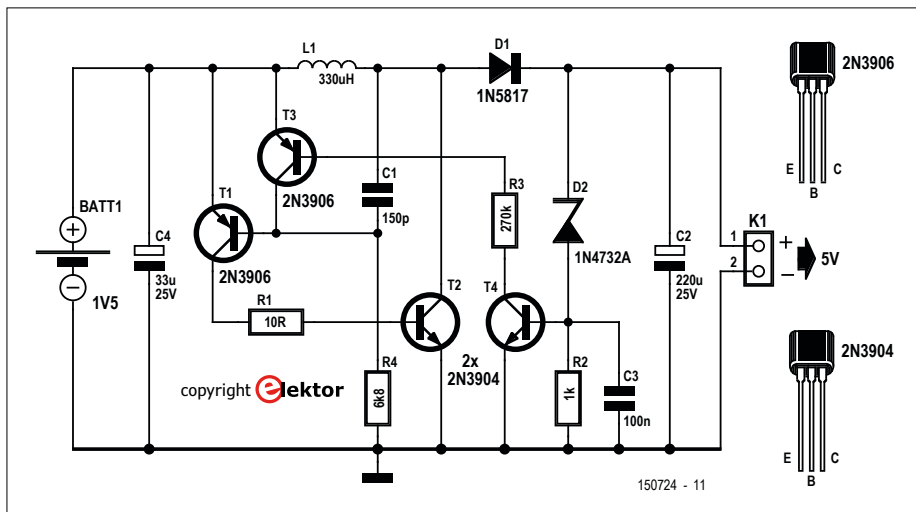 L1
330uH
D1
1N5817
2N3906
E
B
C
T3
2N3906
C1
150p
R3
270k
D2
1N4732A
T1
2N3906
BATT1
+
−
1V5
C4
33u
25V
R1
10R
T2
T4
2x
2N3904
C2
220u
25V
K1
1
2
+
−
5V
R4
6k8
R2
1k
C3
100n
2N3904
E
B
C
copyright elektor
150724 - 11